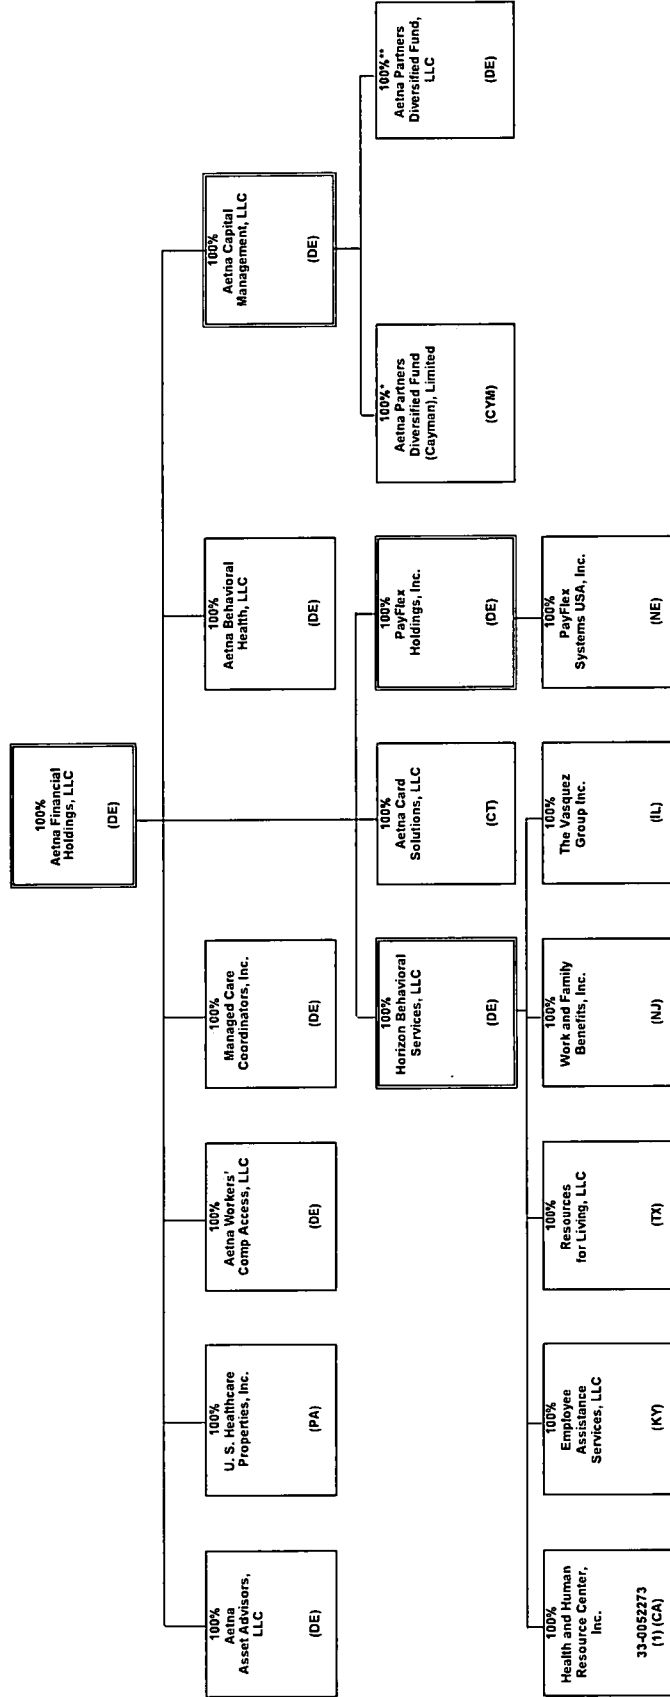 100%
Aetna Financial
Holdings, LLC
(DE)
100%
Aetna
Asset Advisors,
LLC
(DE)
100%
U. S. Healthcare
Properties, Inc.
(PA)
100%
Aetna Workers'
Comp Access, LLC
(DE)
100%
Managed Care
Coordinators, Inc.
(DE)
100%
Aetna Behavioral
Health, LLC
(DE)
100%
Aetna Capital
Management, LLC
(DE)
100%
Horizon Behavioral
Services, LLC
(DE)
100%
Aetna Card
Solutions, LLC
(CT)
100%
PayFlex
Holdings, Inc.
(DE)
100%*
Aetna Partners
Diversified Fund
(Cayman), Limited
(CYM)
100%**
Aetna Partners
Diversified Fund,
LLC
(DE)
100%
Health and Human
Resource Center,
Inc.
33-0052273
(1) (CA)
100%
Employee
Assistance
Services, LLC
(KY)
100%
Resources
for Living, LLC
(TX)
100%
Work and Family
Benefits, Inc.
(NJ)
100%
The Vasquez
Group Inc.
(IL)
100%
PayFlex
Systems USA, Inc.
(NE)